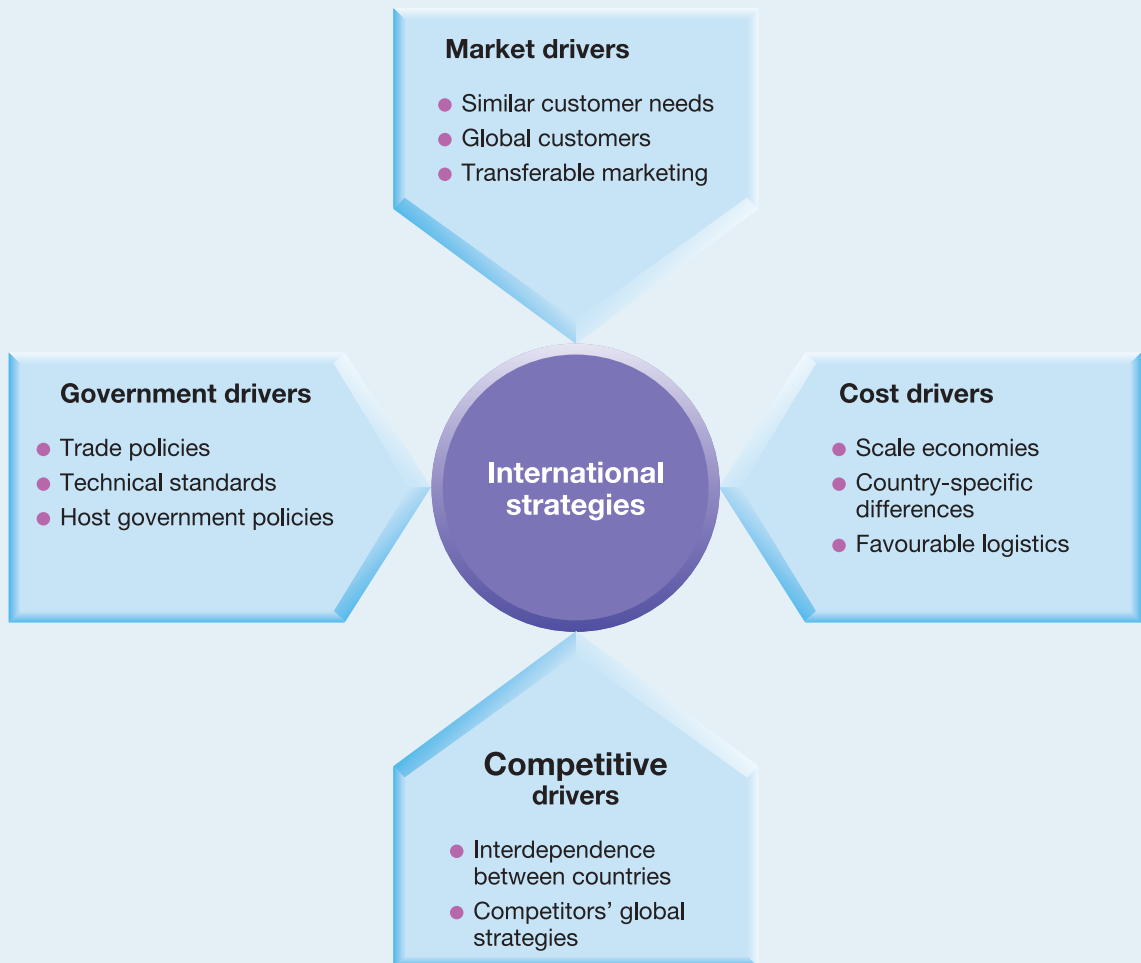 Market drivers
Similar customer needs
Global customers
Transferable marketing
Government drivers
Trade policies
Technical standards
Host government policies
International
strategies
Cost drivers
Scale economies
Country-specific
differences
Favourable logistics
Competitive
drivers
Interdependence
between countries
Competitors’ global
strategies